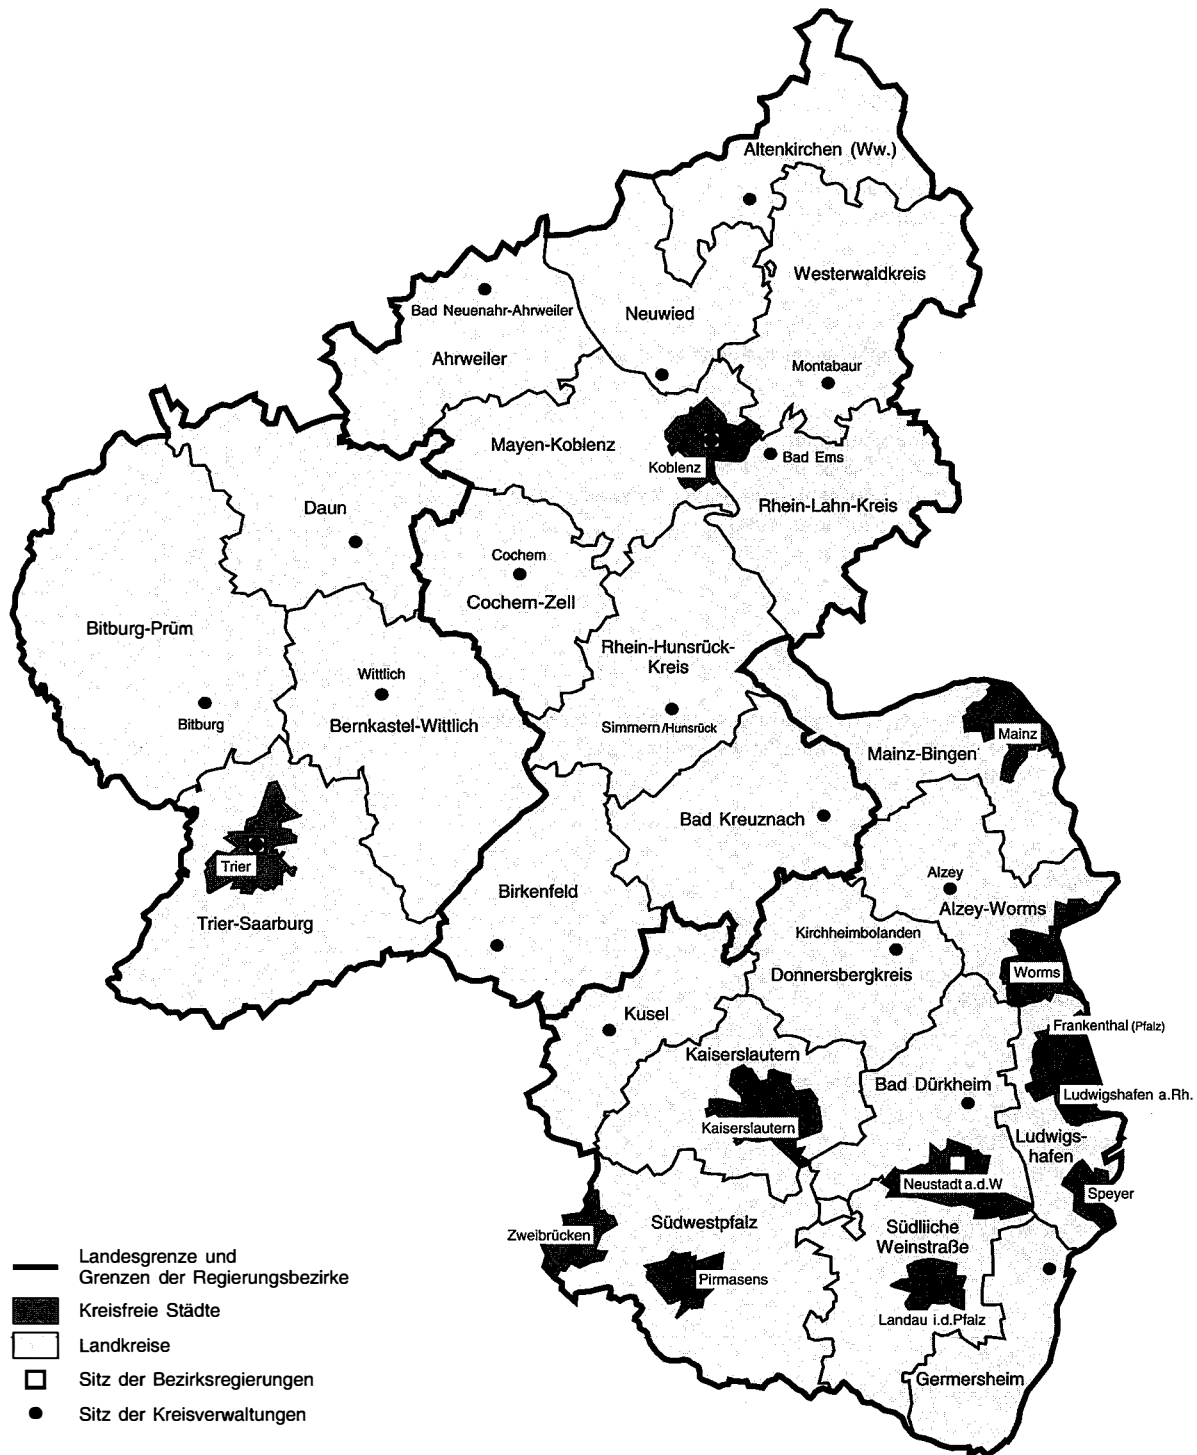 Altenkirchen (Ww.)
Westerwaldkreis
Bad Neuenahr-Ahrweiler
Neuwied
Ahrweiler
Montabaur
Mayen-Koblenz
Koblenz
Bad Ems
Daun
Rhein-Lahn-Kreis
Cochem
Cochem-Zell
Bitburg-Prüm
Rhein-Hunsrück-
Kreis
Wittlich
Bitburg
Bernkastel-Wittlich
Simmern/Hunsrück
Mainz
Mainz-Bingen
Bad Kreuznach
Trier
Alzey
Birkenfeld
Alzey-Worms
Trier-Saarburg
Kirchheimbolanden
Donnersbergkreis
Worms
Kusel
Frankenthal (Pfalz)
Kaiserslautern
Bad Dürkheim
Ludwigshafen a.Rh.
Kaiserslautern
Ludwigs-
hafen
Neustadt a.d.W
Speyer
Südwestpfalz
Zweibrücken
Südliiche
Weinstraße
Pirmasens
Landau i.d.Pfalz
Germersheim
Landesgrenze und
Grenzen der Regierungsbezirke
Kreisfreie Städte
Landkreise
Sitz der Bezirksregierungen
Sitz der Kreisverwaltungen